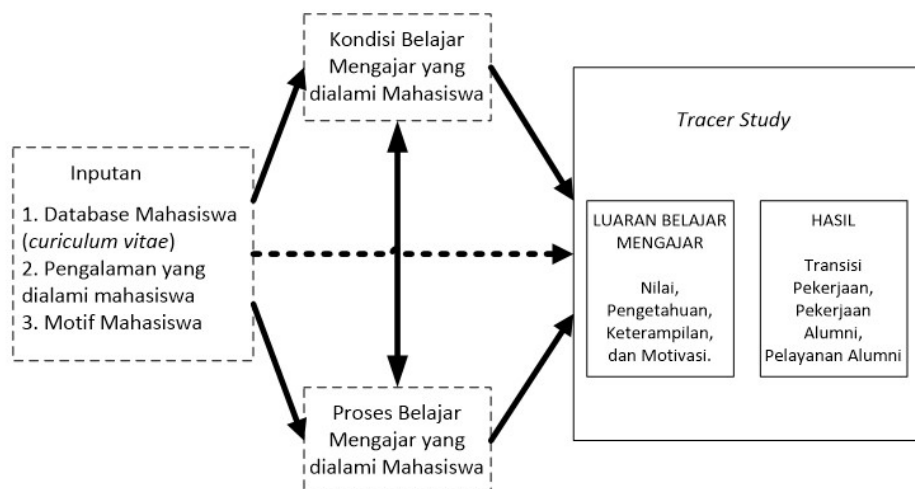 Kondisi Belajar
Mengajar yang
dialami Mahasiswa
Tracer Study
Inputan
1. Database Mahasiswa
(curiculum vitae)
2. Pengalaman yang
dialami mahasiswa
3. Motif Mahasiswa
LUARAN BELAJAR
MENGAJAR
Nilai,
Pengetahuan,
Keterampilan,
dan Motivasi.
HASIL
Transisi
Pekerjaan,
Pekerjaan
Alumni,
Pelayanan Alumni
Proses Belajar
Mengajar yang
dialami Mahasiswa